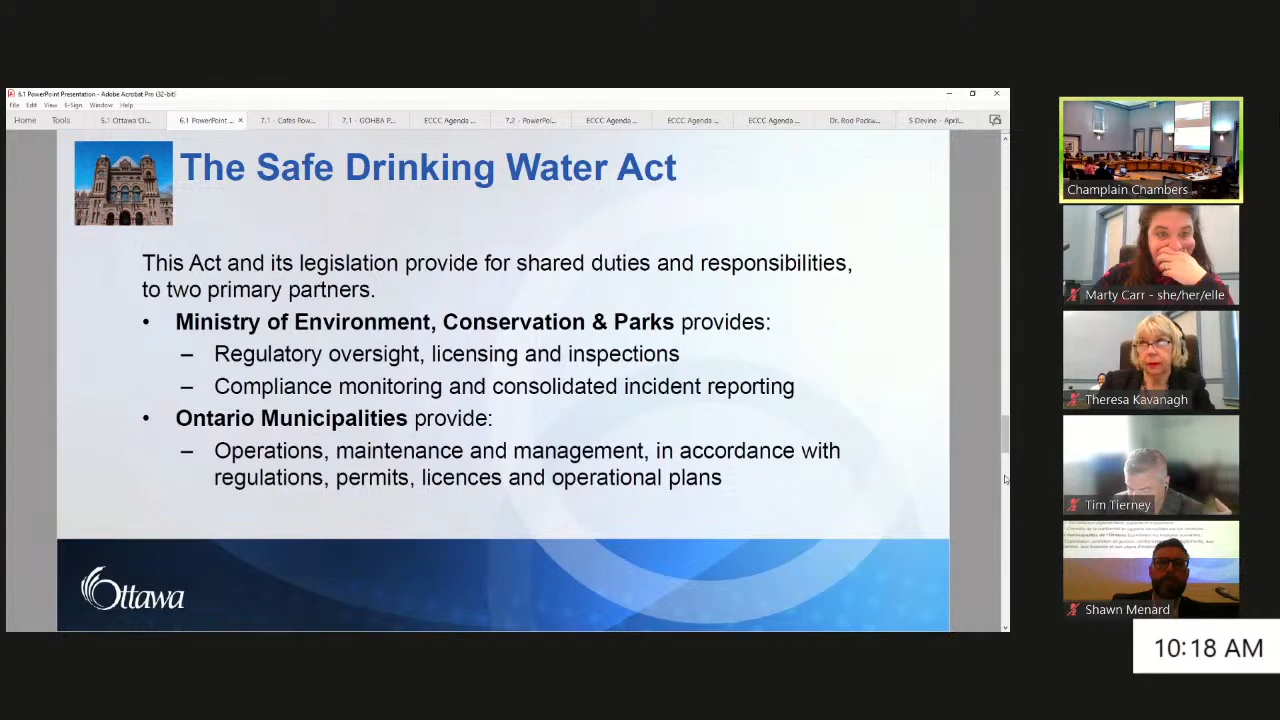 5.1 PowerPoint Presentation - Adobe Acrobat Pro (32-bit)
File Edit View E-Sign Window Help
Home Tools 5.1 Ottawa Cli... 6.1 PowerPoint ... × 7.1 - Cafes Pow... 7.1 - GOHBA P... ECCC Agenda ... 7.2 - PowerPoi... ECCC Agenda ... ECCC Agenda ... ECCC Agenda ... Dr. Rod Packw... S Devine - April...
The Safe Drinking Water Act
This Act and its legislation provide for shared duties and responsibilities,
to two primary partners.
• Ministry of Environment, Conservation & Parks provides:
– Regulatory oversight, licensing and inspections
– Compliance monitoring and consolidated incident reporting
• Ontario Municipalities provide:
– Operations, maintenance and management, in accordance with
regulations, permits, licences and operational plans
Ottawa
Champlain Chambers
Marty Carr - she/her/elle
Theresa Kavanagh
Tim Tierney
Shawn Menard
10:18 AM